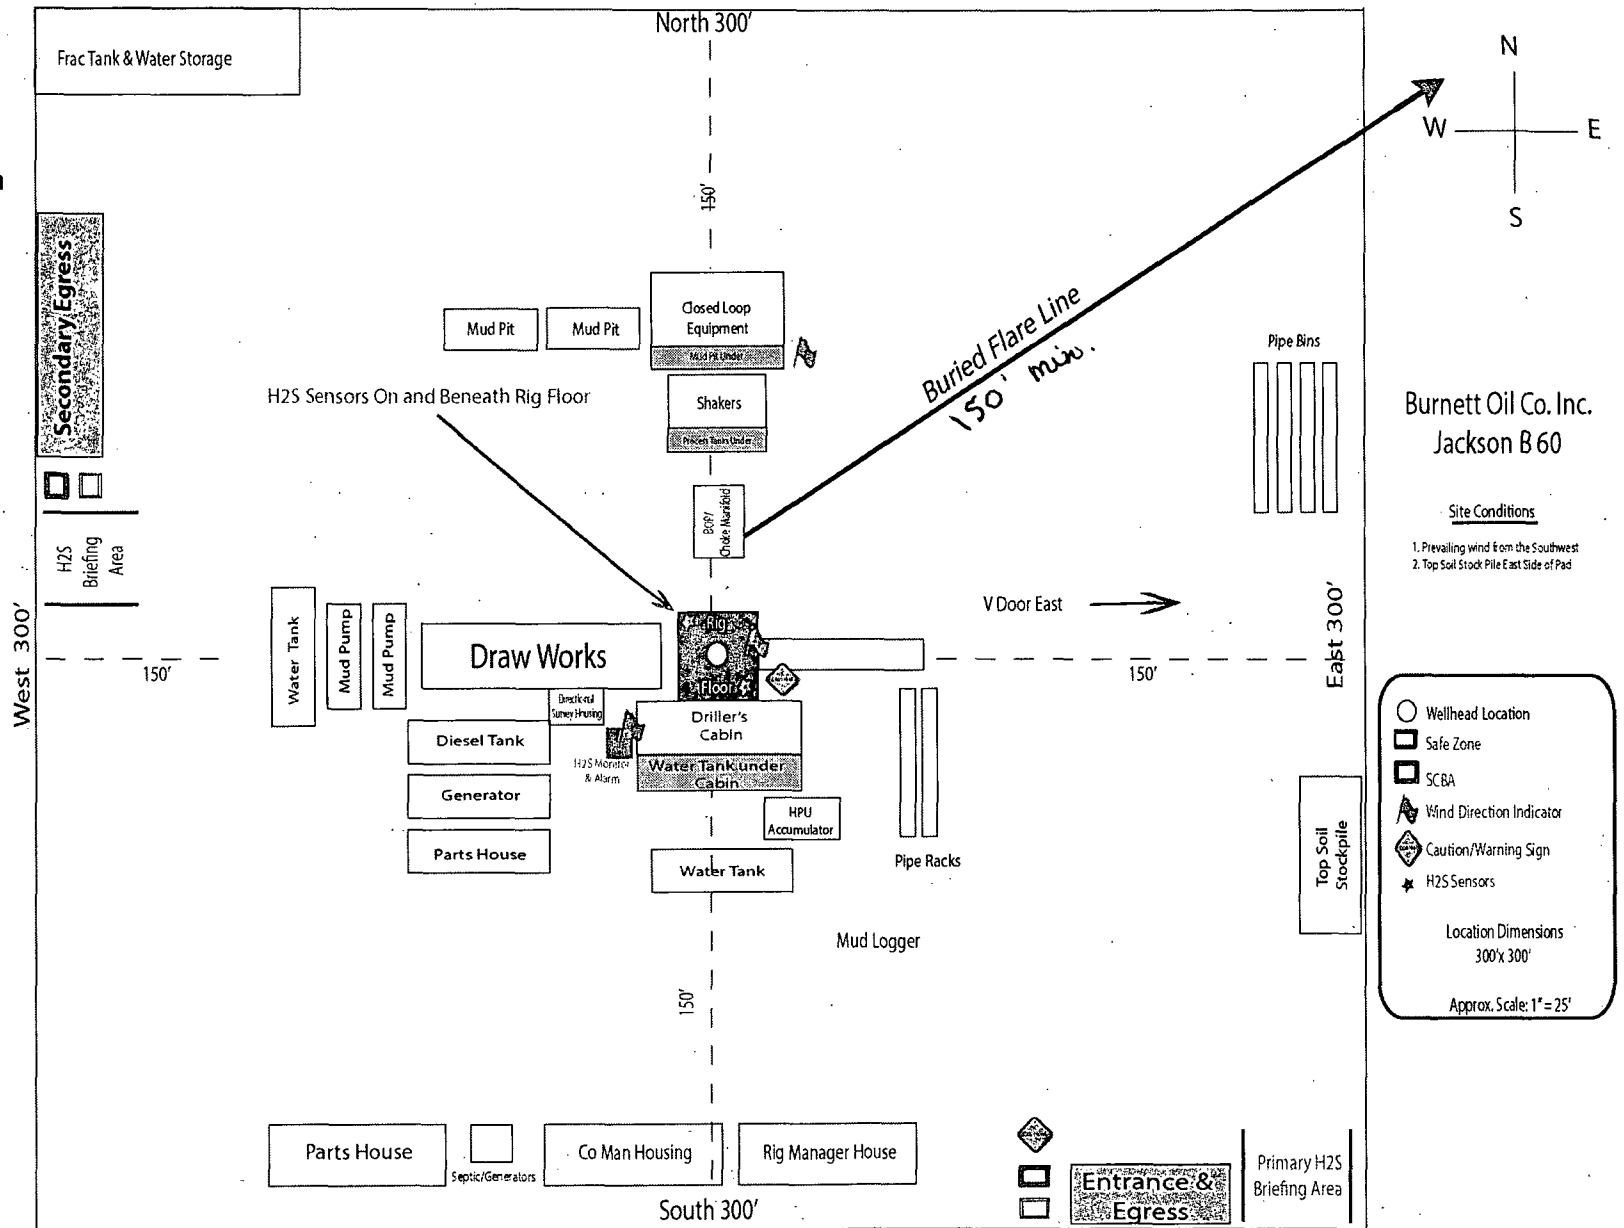 North 300'
Frac Tank & Water Storage
N
W
E
S
150'
Secondary Egress
Closed Loop
Equipment
Mud Pit Under
Mud Pit
Mud Pit
Buried Flare Line
150' min.
Pipe Bins
H2S Sensors On and Beneath Rig Floor
Shakers
Process Tanks Under
Burnett Oil Co. Inc.
Jackson B 60
BOP/
Choke Manifold
Site Conditions
1. Prevailing wind from the Southwest
2. Top Soil Stock Pile East Side of Pad
H2S
Briefing
Area
West 300'
150'
Water Tank
Mud Pump
Mud Pump
Draw Works
Rig
Floor
V Door East
150'
East 300'
Directional
Survey Housing
Driller's
Cabin
Water Tank under
Cabin
H2S Monitor
& Alarm
Diesel Tank
Generator
Parts House
HPU
Accumulator
Water Tank
Pipe Racks
Mud Logger
Top Soil
Stockpile
Wellhead Location
Safe Zone
SCBA
Wind Direction Indicator
Caution/Warning Sign
H2S Sensors
Location Dimensions
300'x 300'
Approx. Scale: 1" = 25'
150'
Parts House
Septic/Generators
Co Man Housing
Rig Manager House
Entrance &
Egress
Primary H2S
Briefing Area
South 300'